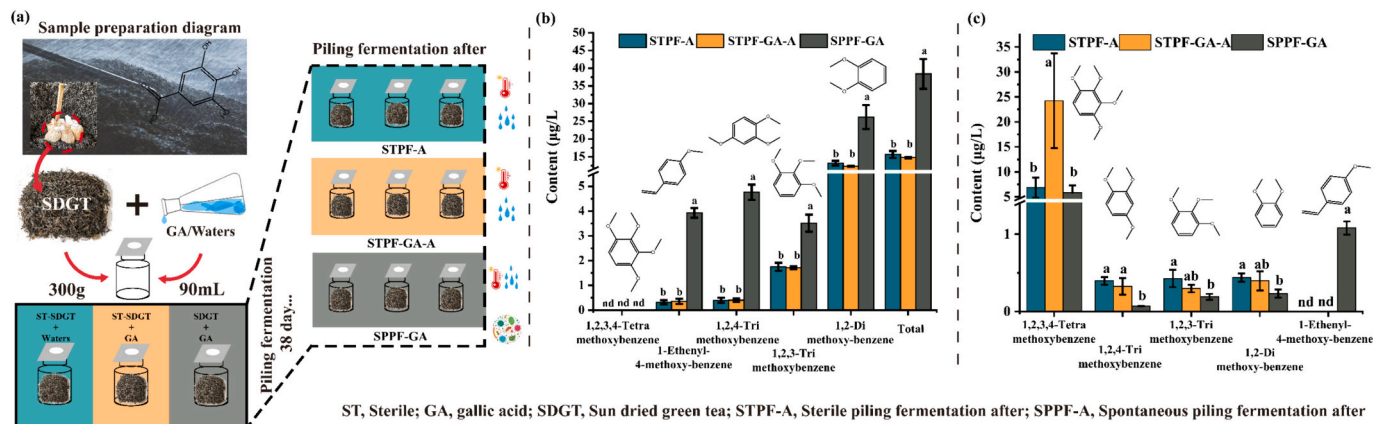 (a)
Sample preparation diagram
OH
OH
SDGT
+
GA/Waters
300g
90mL
ST-SDGT
+
Waters
ST-SDGT
+
GA
SDGT
+
GA
Piling fermentation
38 day...
Piling fermentation after
STPF-A
STPF-GA-A
SPPF-GA
(b)
STPF-A STPF-GA-A SPPF-GA
Content (μg/L)
50
45
40
35
30
25
20
15
5
4
3
2
1
0
nd nd nd
b b a
b b a
b b a
b b a
b b a
1,2,3,4-Tetra
methoxybenzene
1-Ethenyl-
4-methoxy-benzene
1,2,4-Tri
methoxybenzene
1,2,3-Tri
methoxybenzene
1,2-Di
methoxy-benzene
Total
(c)
STPF-A STPF-GA-A SPPF-GA
Content (μg/L)
35
30
25
20
15
10
5
1
0
b a b
a a b
a ab b
a ab b
nd nd a
1,2,3,4-Tetra
methoxybenzene
1,2,4-Tri
methoxybenzene
1,2,3-Tri
methoxybenzene
1,2-Di
methoxybenzene
1-Ethenyl-
4-methoxybenzene
ST, Sterile; GA, gallic acid; SDGT, Sun dried green tea; STPF-A, Sterile piling fermentation after; SPPF-A, Spontaneous piling fermentation after